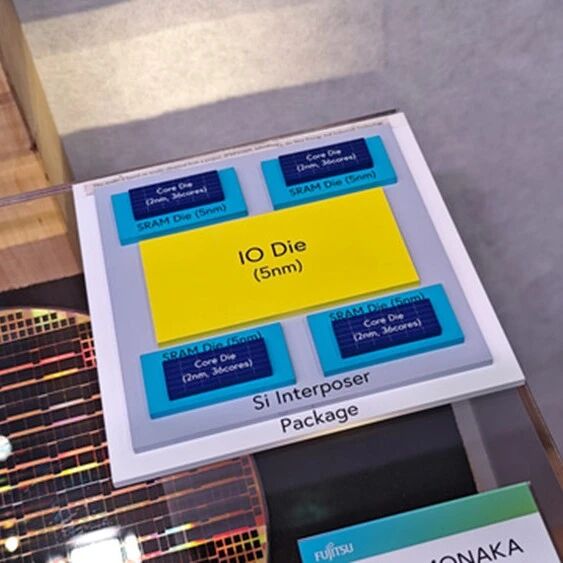 Core Die
(2nm, 36cores)
SRAM Die (5nm)
Core Die
(2nm, 36cores)
SRAM Die (5nm)
IO Die
(5nm)
SRAM Die (5nm)
Core Die
(2nm, 36cores)
SRAM Die (5nm)
Core Die
(2nm, 36cores)
Si Interposer
Package
FUJITSU
MONAKA